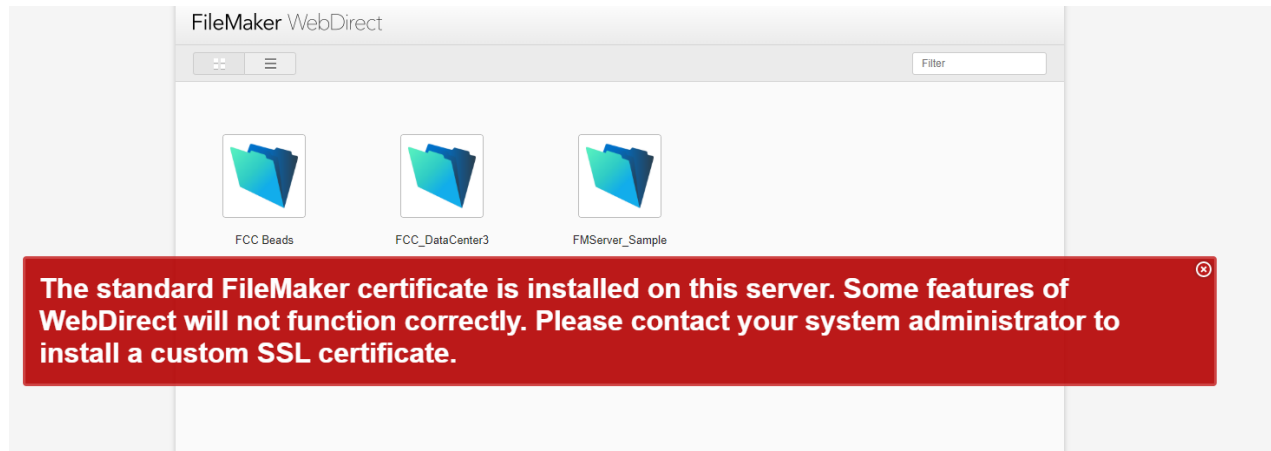 FileMaker WebDirect
Filter
FCC Beads
FCC_DataCenter3
FMServer_Sample
The standard FileMaker certificate is installed on this server. Some features of
WebDirect will not function correctly. Please contact your system administrator to
install a custom SSL certificate.